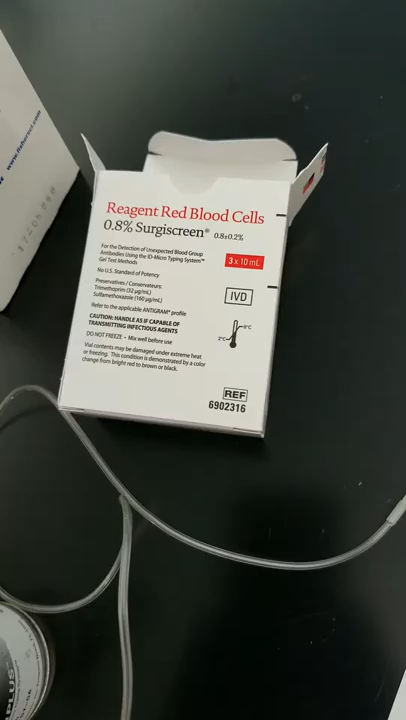 www.fishersci.com
Reagent Red Blood Cells
0.8% Surgiscreen® 0.8±0.2%
For the Detection of Unexpected Blood Group
Antibodies Using the ID-Micro Typing System™
Gel Test Methods
3 x 10 mL
No U.S. Standard of Potency
Preservatives / Conservateurs:
Trimethoprim (32 µg/mL)
Sulfamethoxazole (160 µg/mL)
IVD
Refer to the applicable ANTIGRAM® profile
CAUTION: HANDLE AS IF CAPABLE OF
TRANSMITTING INFECTIOUS AGENTS
DO NOT FREEZE - Mix well before use
2°C
8°C
Vial contents may be damaged under extreme heat
or freezing. This condition is demonstrated by a color
change from bright red to brown or black.
REF
6902316
PLUS